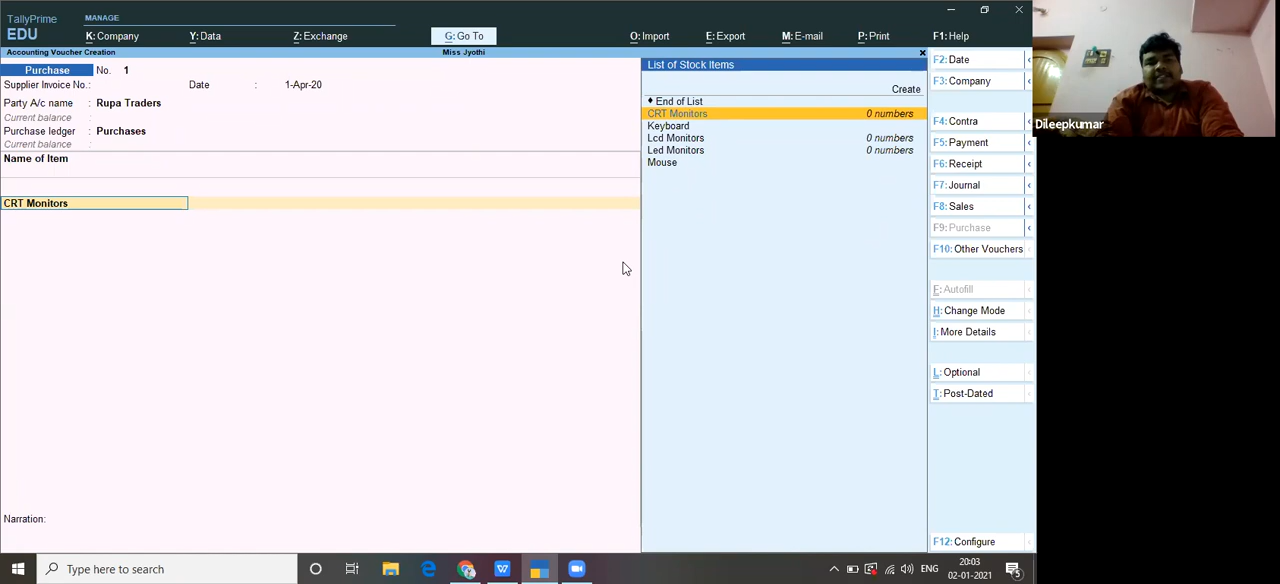 TallyPrime
EDU
MANAGE
K: Company
Y: Data
Z: Exchange
G: Go To
O: Import
E: Export
M: E-mail
P: Print
F1: Help
Accounting Voucher Creation
Miss Jyothi
Purchase No. 1
Supplier Invoice No.: Date : 1-Apr-20
Party A/c name : Rupa Traders
Current balance :
Purchase ledger : Purchases
Current balance :
Name of Item
CRT Monitors
Narration:
List of Stock Items
Create
♦ End of List
CRT Monitors 0 numbers
Keyboard
Lcd Monitors 0 numbers
Led Monitors 0 numbers
Mouse
F2: Date
F3: Company
F4: Contra
F5: Payment
F6: Receipt
F7: Journal
F8: Sales
F9: Purchase
F10: Other Vouchers
F: Autofill
H: Change Mode
I: More Details
L: Optional
T: Post-Dated
F12: Configure
Dileepkumar
Type here to search
ENG
20:03
02-01-2021
5